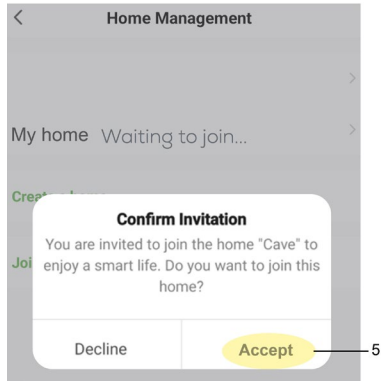 Home Management
My home Waiting to join...
Confirm Invitation
You are invited to join the home "Cave" to
enjoy a smart life. Do you want to join this
home?
Decline
Accept
5